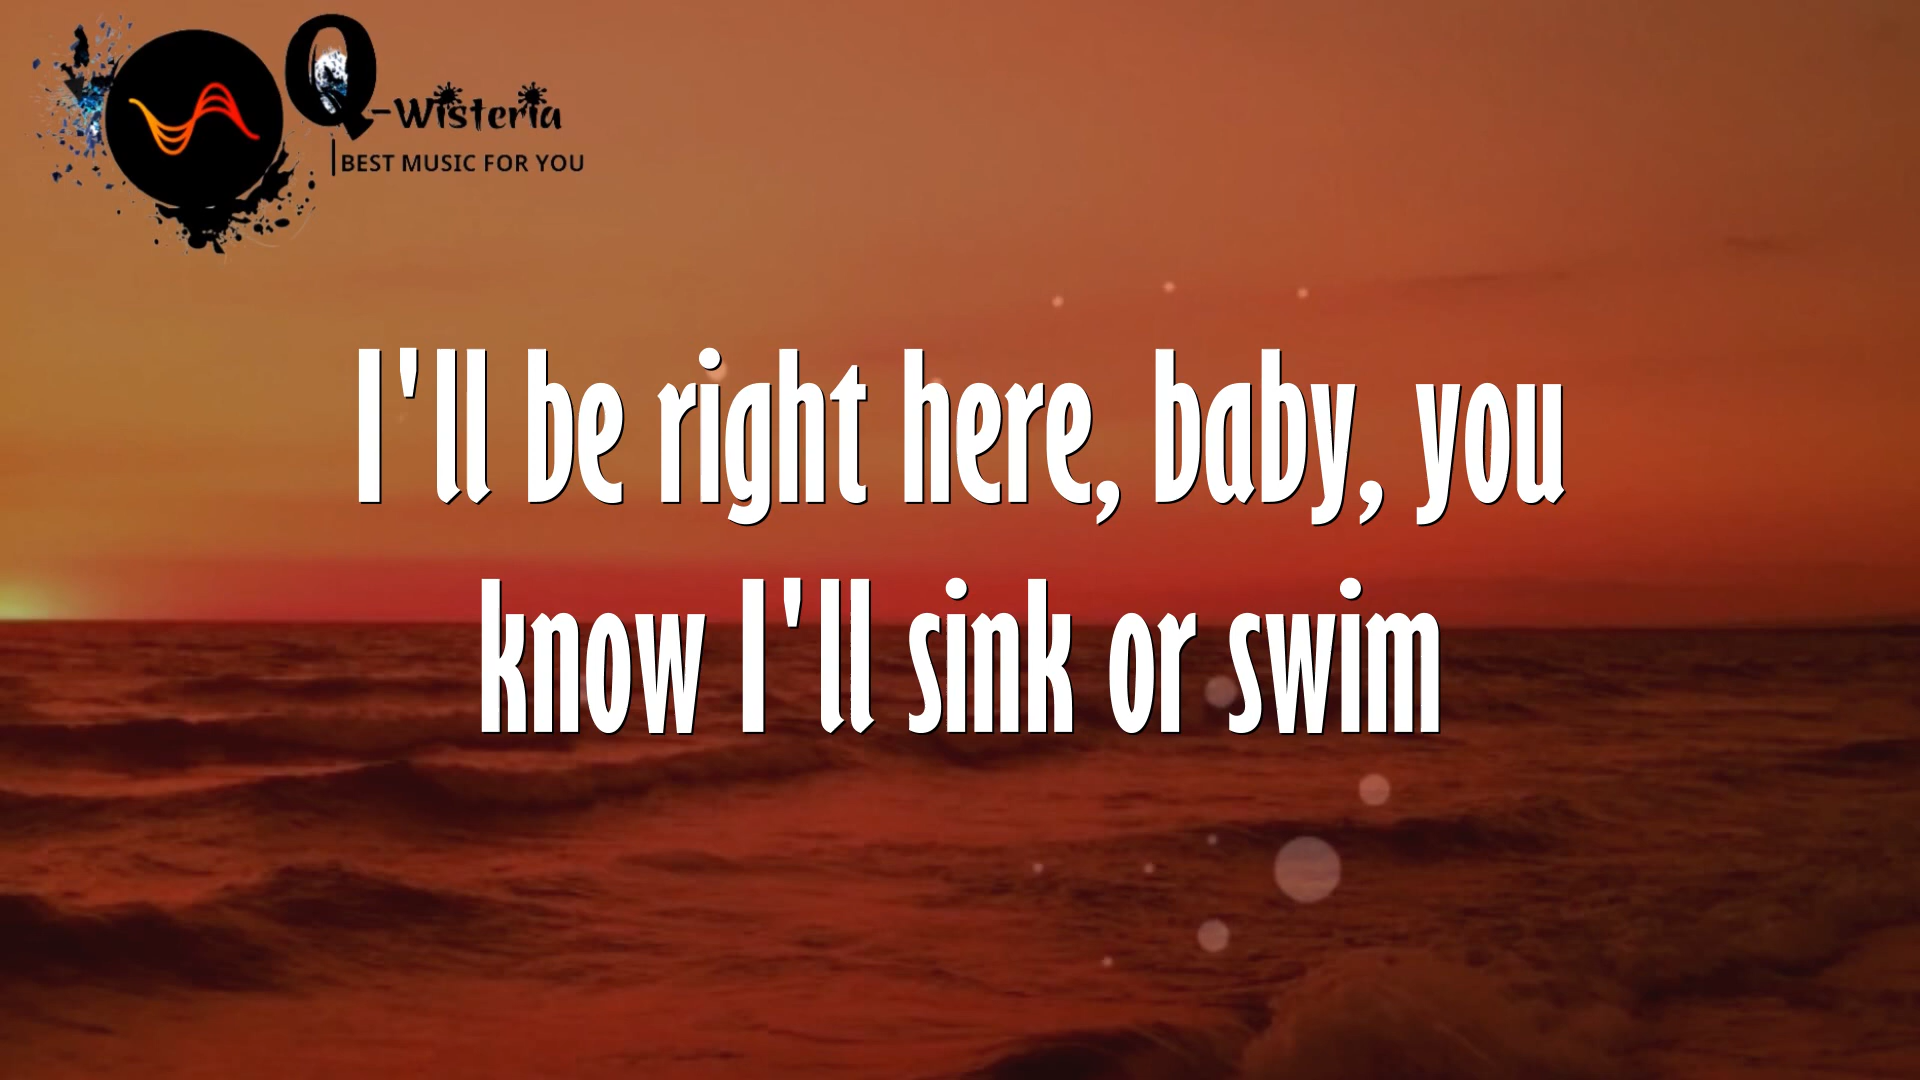 Q-Wisteria
BEST MUSIC FOR YOU
I'll be right here, baby, you
know I'll sink or swim